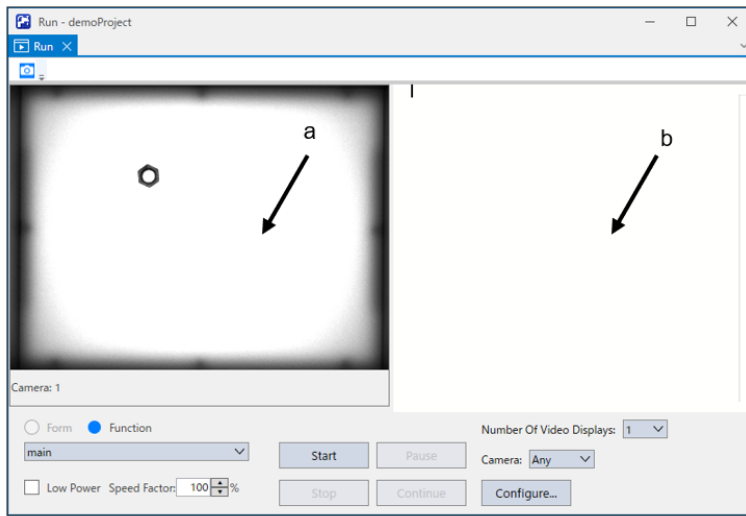 Run - demoProject
Run
a
b
Camera: 1
Form Function
Number Of Video Displays: 1
main
Start
Pause
Camera: Any
Low Power Speed Factor: 100 %
Stop
Continue
Configure...